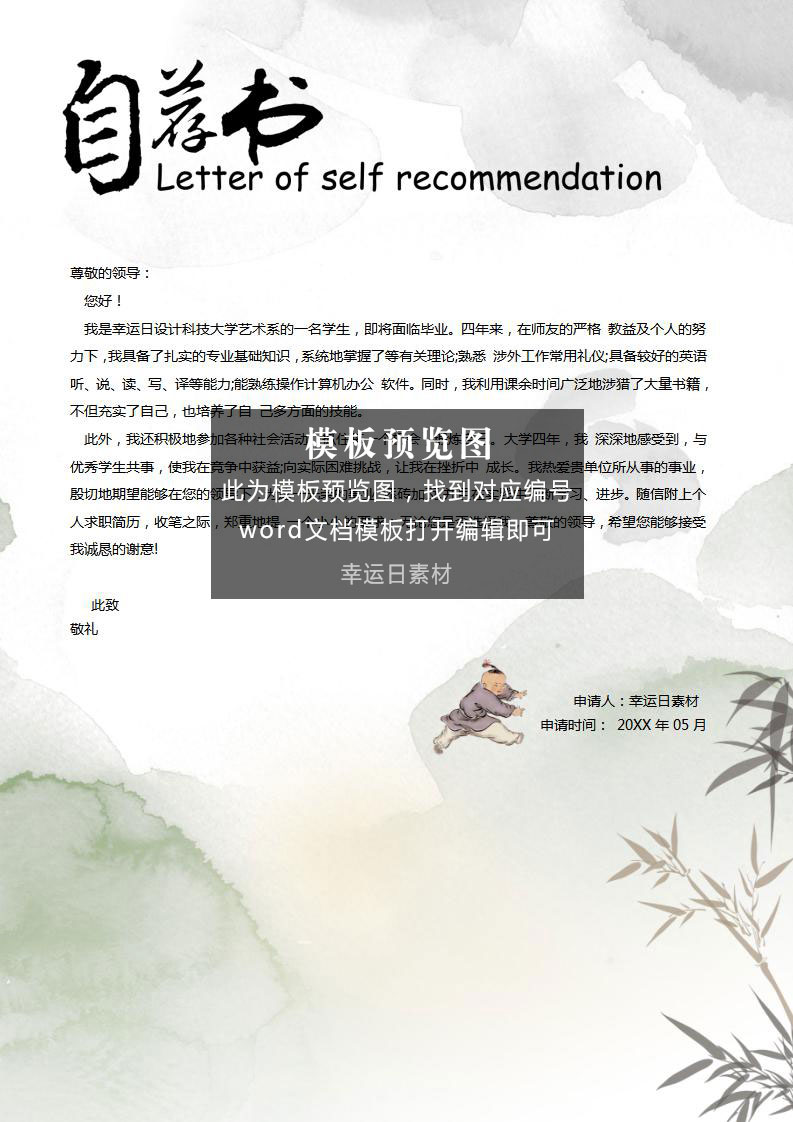 自荐书
Letter of self recommendation
尊敬的领导：
您好！
我是幸运日设计科技大学艺术系的一名学生，即将面临毕业。四年来，在师友的严格 教益及个人的努
力下，我具备了扎实的专业基础知识，系统地掌握了等有关理论;熟悉 涉外工作常用礼仪;具备较好的英语
听、说、读、写、译等能力;能熟练操作计算机办公 软件。同时，我利用课余时间广泛地涉猎了大量书籍，
不但充实了自己，也培养了自 己多方面的技能。
此外，我还积极地参加各种社会活动 。大学四年，我 深深地感受到，与
优秀学生共事，使我在竞争中获益;向实际困难挑战，让我在挫折中 成长。我热爱贵单位所从事的事业，
殷切地期望能够在您的领导下 习、进步。随信附上个
人求职简历，收笔之际，郑重地提 的领导，希望您能够接受
我诚恳的谢意!
模板预览图
此为模板预览图，找到对应编号
word文档模板打开编辑即可
幸运日素材
此致
敬礼
申请人：幸运日素材
申请时间： 20XX 年 05 月